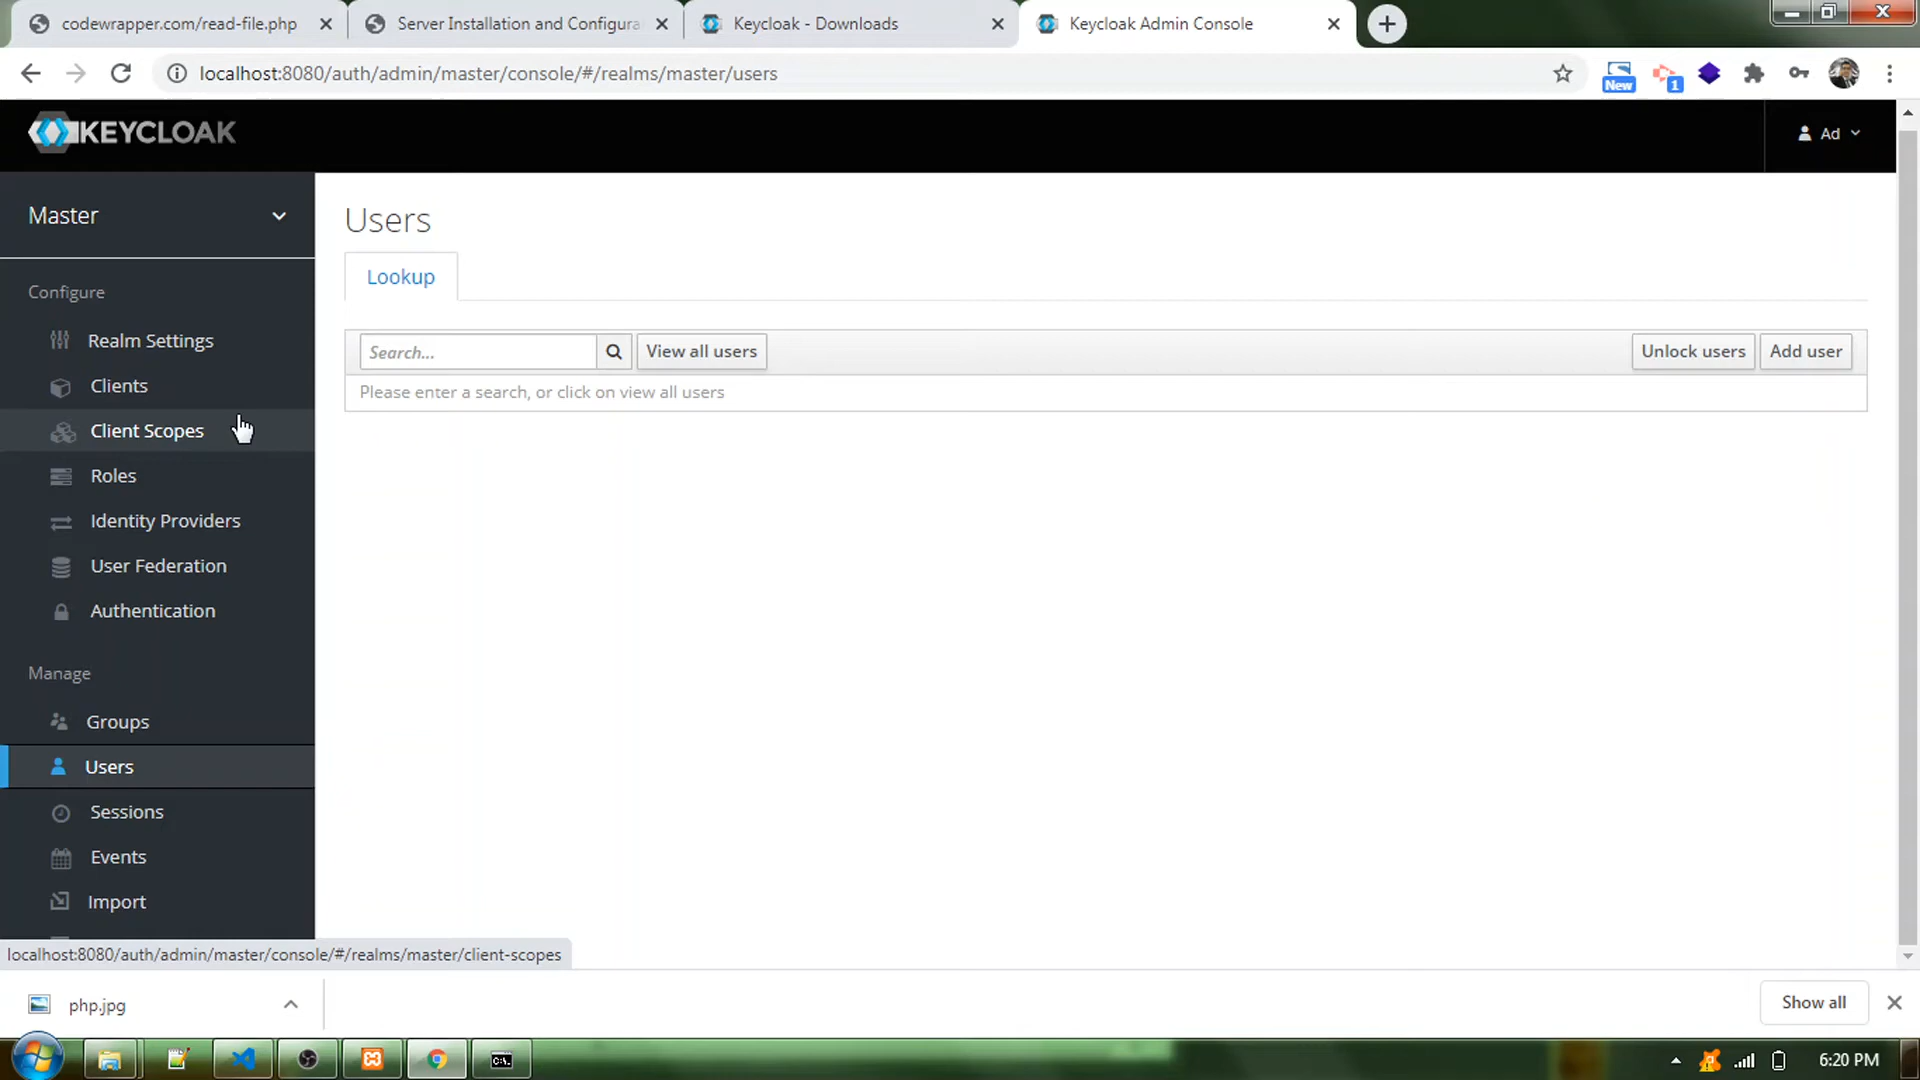 codewrapper.com/read-file.php
Server Installation and Configura
Keycloak - Downloads
Keycloak Admin Console
localhost:8080/auth/admin/master/console/#/realms/master/users
New
1
KEYCLOAK
Ad
Master
Configure
Realm Settings
Clients
Client Scopes
Roles
Identity Providers
User Federation
Authentication
Manage
Groups
Users
Sessions
Events
Import
Users
Lookup
Search...
View all users
Unlock users
Add user
Please enter a search, or click on view all users
localhost:8080/auth/admin/master/console/#/realms/master/client-scopes
php.jpg
Show all
C:\.
6:20 PM